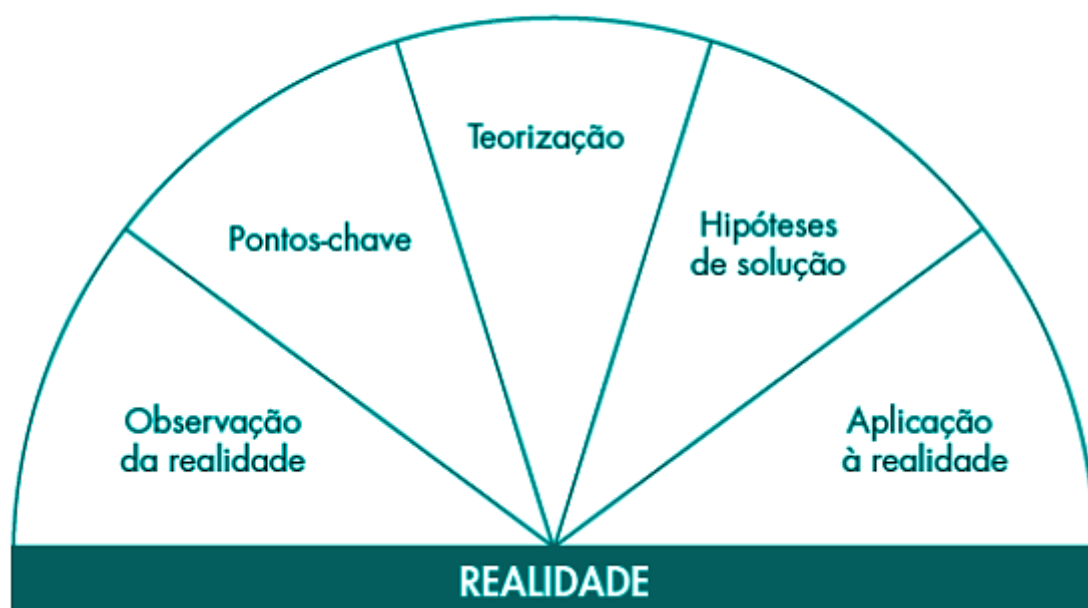 Observação
da realidade
Pontos-chave
Teorização
Hipóteses
de solução
Aplicação
à realidade
REALIDADE